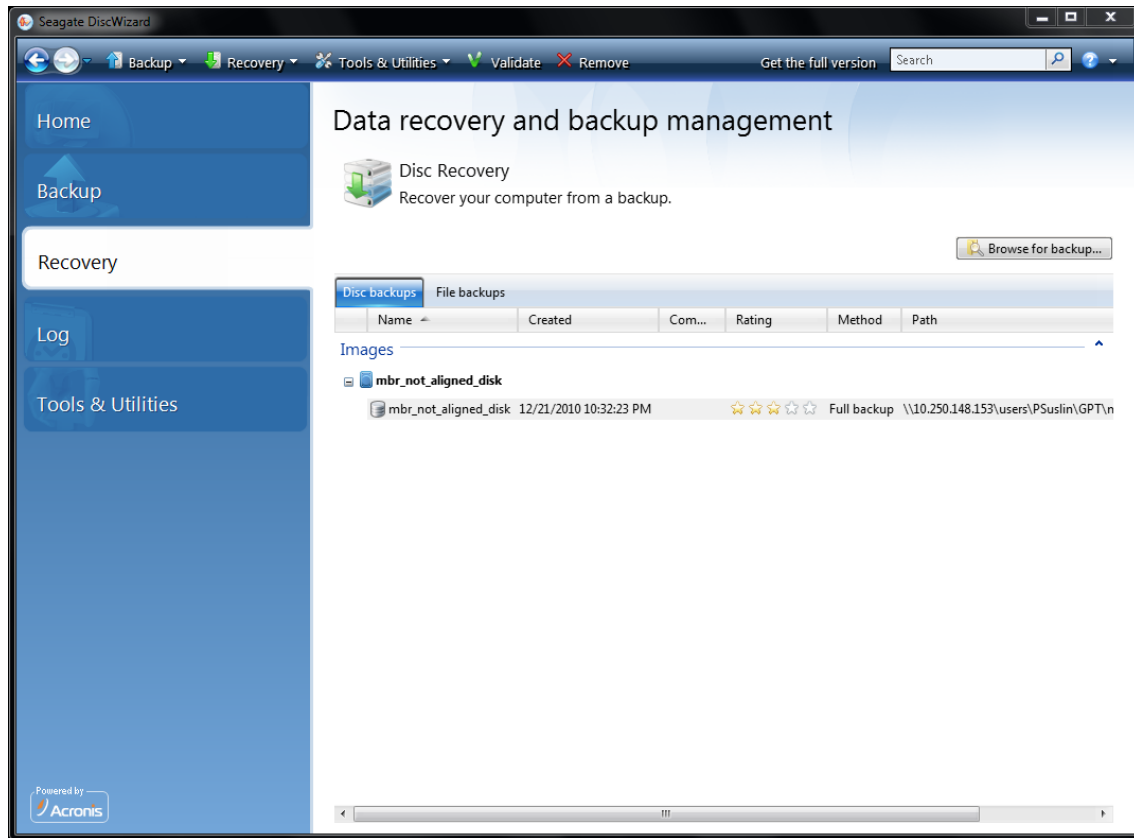 Seagate DiscWizard
Backup Recovery Tools & Utilities Validate Remove Get the full version Search
Home
Backup
Recovery
Log
Tools & Utilities
Powered by
Acronis
Data recovery and backup management
Disc Recovery
Recover your computer from a backup.
Browse for backup...
Disc backups File backups
Name Created Com... Rating Method Path
Images
mbr_not_aligned_disk
mbr_not_aligned_disk 12/21/2010 10:32:23 PM Full backup \\10.250.148.153\users\PSuslin\GPT\n